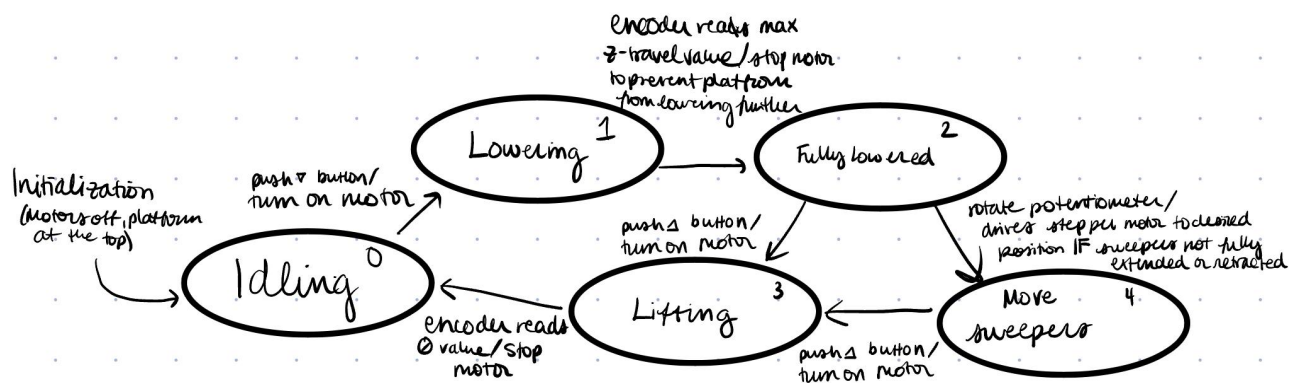 encoder reads max
z-travel value/stop motor
to prevent platform
from lowering further
Lowering 1
Fully Lowered 2
push ▿ button/
turn on motor
Initialization
(motors off, platform
at the top)
Idling 0
push ▵ button/
turn on motor
rotate potentiometer/
drives stepper motor to desired
position IF sweepers not fully
extended or retracted
Lifting 3
Move 4
sweepers
encoder reads
0 value/stop
motor
push ▵ button/
turn on motor